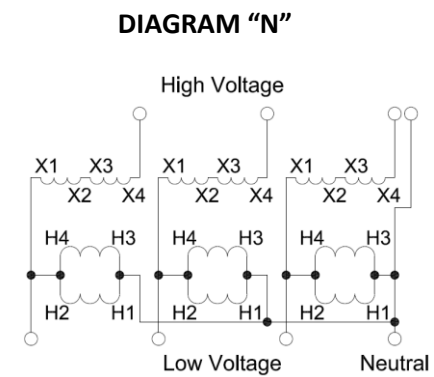 DIAGRAM “N”
High Voltage
X1 X3 X1 X3 X1 X3
X2 X4 X2 X4 X2 X4
H4 H3 H4 H3 H4 H3
H2 H1 H2 H1 H2 H1
Low Voltage Neutral